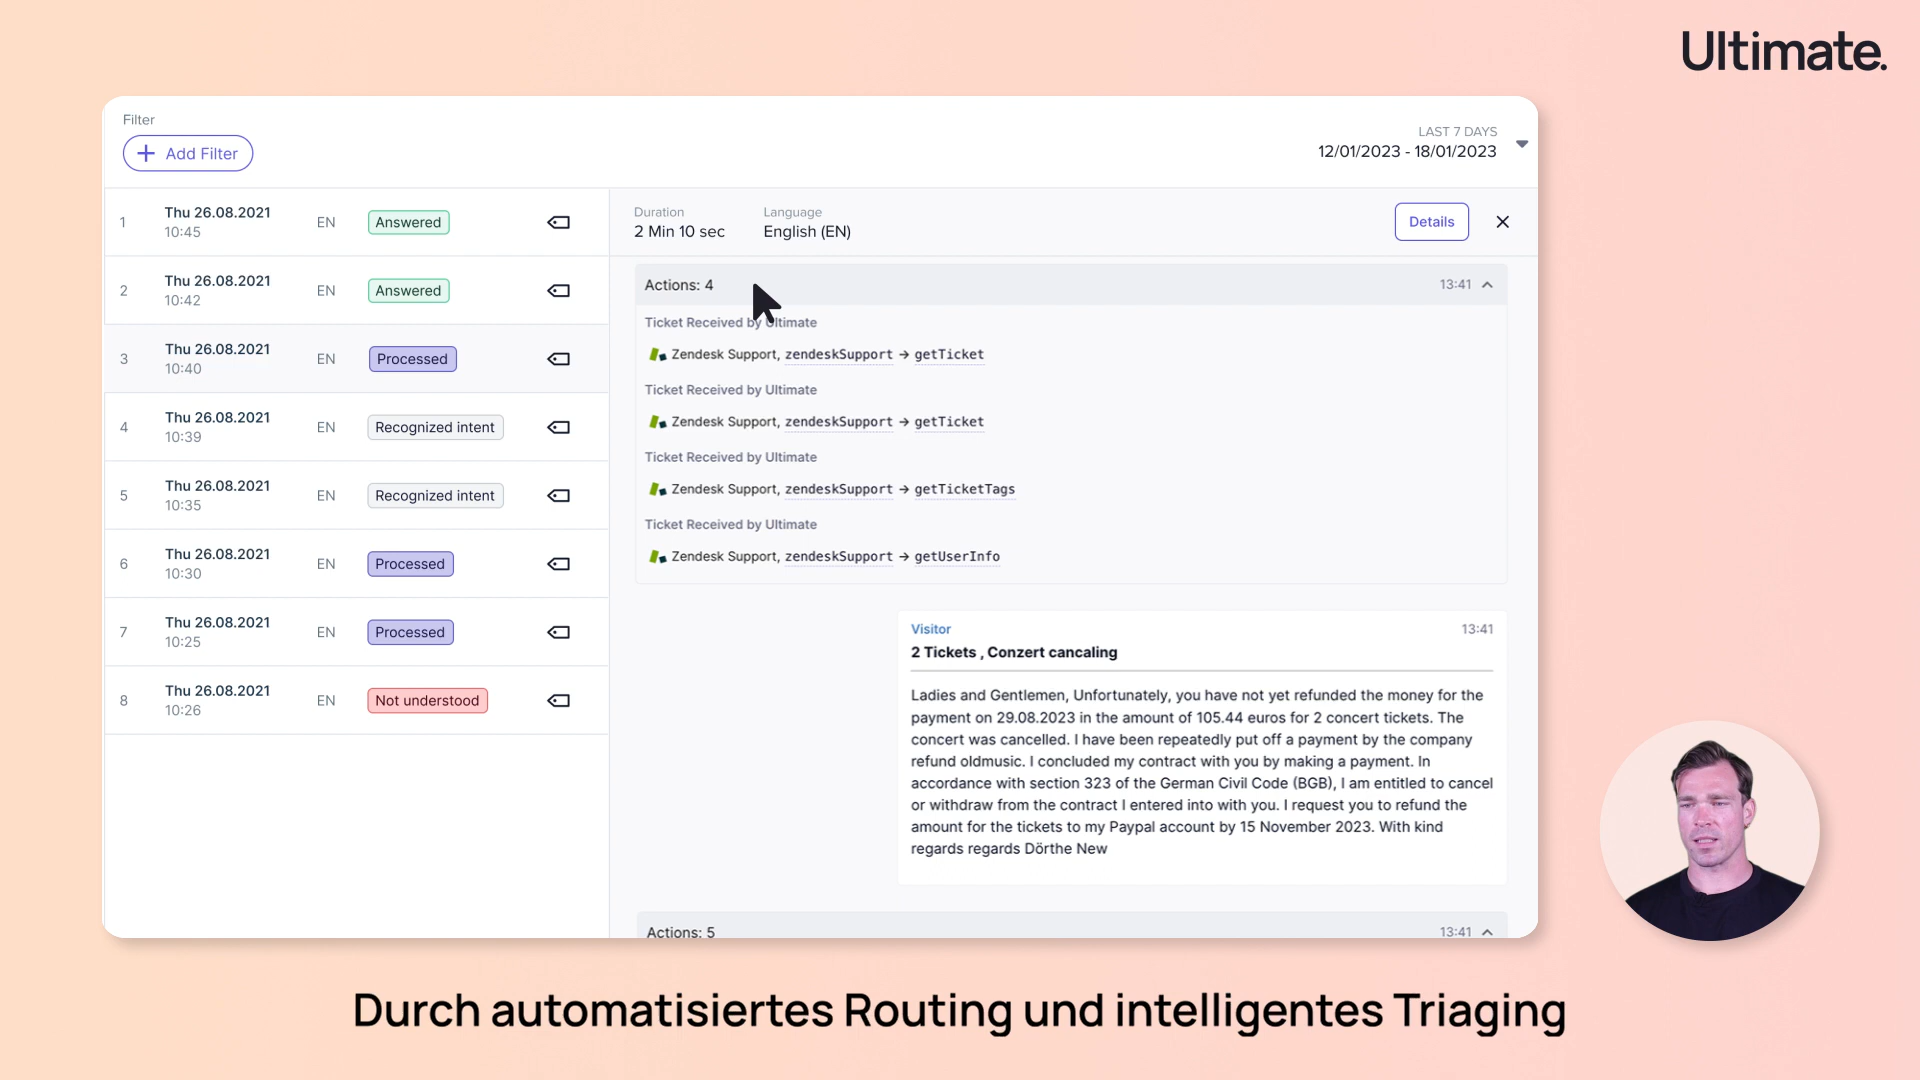 Ultimate.
Filter
Add Filter
LAST 7 DAYS
12/01/2023 - 18/01/2023
1 Thu 26.08.2021 EN Answered
10:45
2 Thu 26.08.2021 EN Answered
10:42
3 Thu 26.08.2021 EN Processed
10:40
4 Thu 26.08.2021 EN Recognized intent
10:39
5 Thu 26.08.2021 EN Recognized intent
10:35
6 Thu 26.08.2021 EN Processed
10:30
7 Thu 26.08.2021 EN Processed
10:25
8 Thu 26.08.2021 EN Not understood
10:26
Duration Language
2 Min 10 sec English (EN)
Details
Actions: 4 13:41
Ticket Received by Ultimate
Zendesk Support, zendeskSupport → getTicket
Ticket Received by Ultimate
Zendesk Support, zendeskSupport → getTicket
Ticket Received by Ultimate
Zendesk Support, zendeskSupport → getTicketTags
Ticket Received by Ultimate
Zendesk Support, zendeskSupport → getUserInfo
Visitor 13:41
2 Tickets , Conzert cancaling
Ladies and Gentlemen, Unfortunately, you have not yet refunded the money for the
payment on 29.08.2023 in the amount of 105.44 euros for 2 concert tickets. The
concert was cancelled. I have been repeatedly put off a payment by the company
refund oldmusic. I concluded my contract with you by making a payment. In
accordance with section 323 of the German Civil Code (BGB), I am entitled to cancel
or withdraw from the contract I entered into with you. I request you to refund the
amount for the tickets to my Paypal account by 15 November 2023. With kind
regards regards Dörthe New
Actions: 5 13:41
Durch automatisiertes Routing und intelligentes Triaging